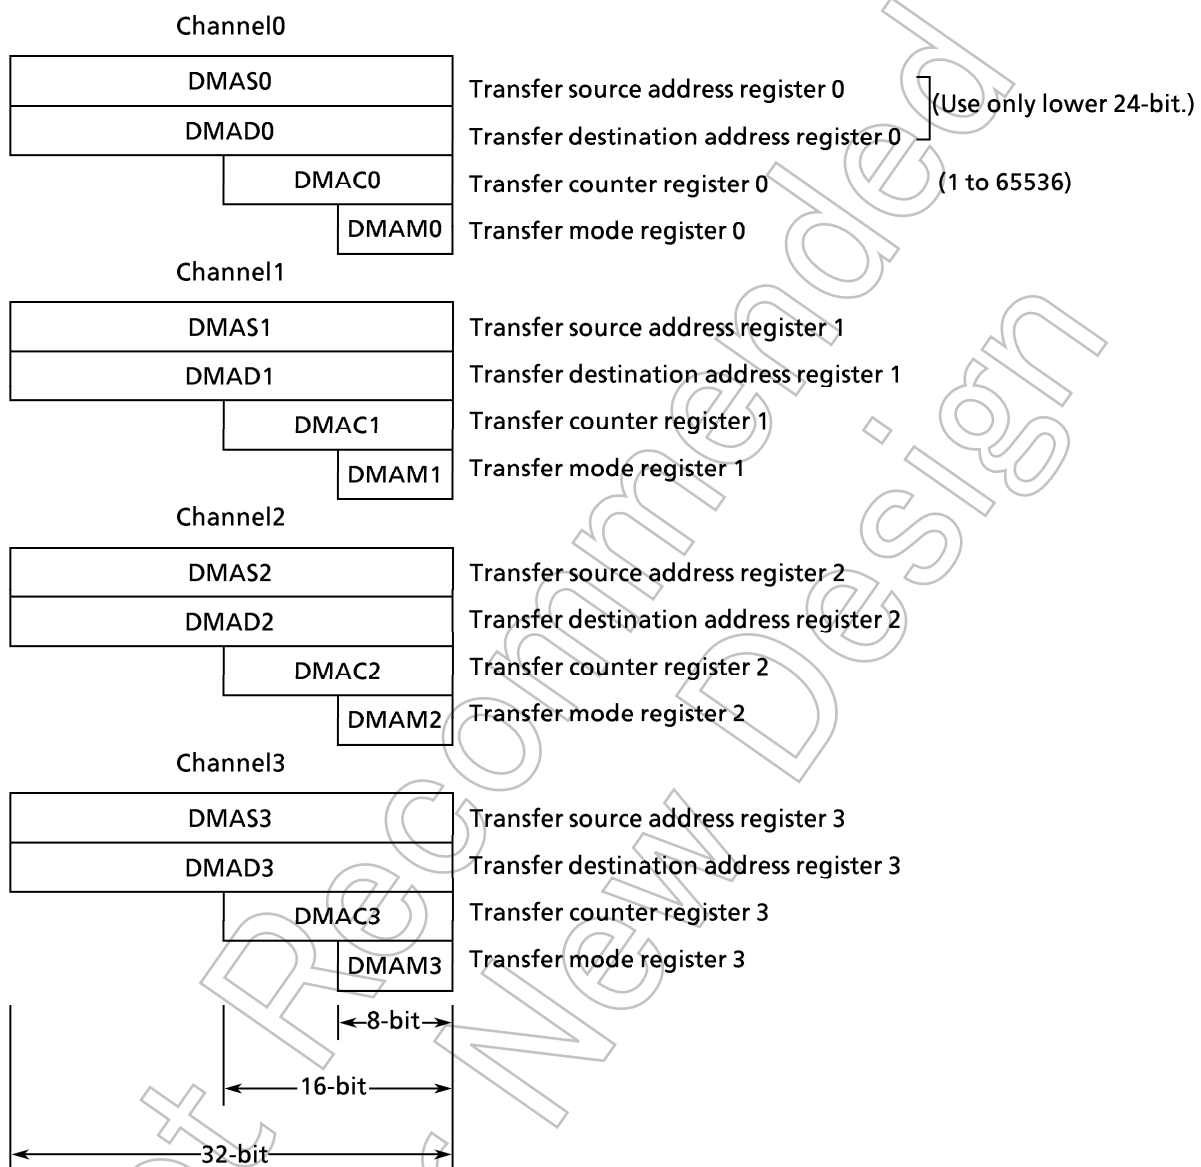 Channel0
DMAS0 Transfer source address register 0
(Use only lower 24-bit.)
DMAD0 Transfer destination address register 0
DMAC0 Transfer counter register 0 (1 to 65536)
DMAM0 Transfer mode register 0
Channel1
DMAS1 Transfer source address register 1
DMAD1 Transfer destination address register 1
DMAC1 Transfer counter register 1
DMAM1 Transfer mode register 1
Channel2
DMAS2 Transfer source address register 2
DMAD2 Transfer destination address register 2
DMAC2 Transfer counter register 2
DMAM2 Transfer mode register 2
Channel3
DMAS3 Transfer source address register 3
DMAD3 Transfer destination address register 3
DMAC3 Transfer counter register 3
DMAM3 Transfer mode register 3
8-bit
16-bit
32-bit
Recommended
New Design